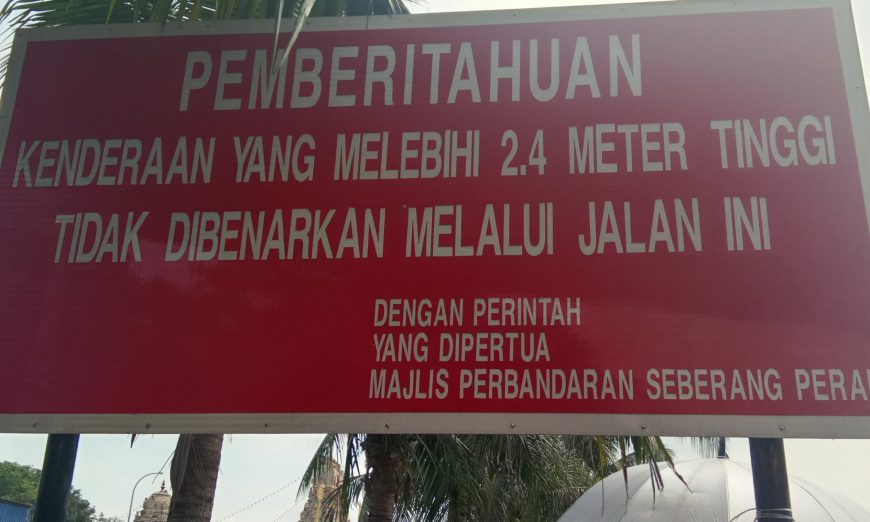 PEMBERITAHUAN
KENDERAAN YANG MELEBIHI 2.4 METER TINGGI
TIDAK DIBENARKAN MELALUI JALAN INI
DENGAN PERINTAH
YANG DIPERTUA
MAJLIS PERBANDARAN SEBERANG PERAI